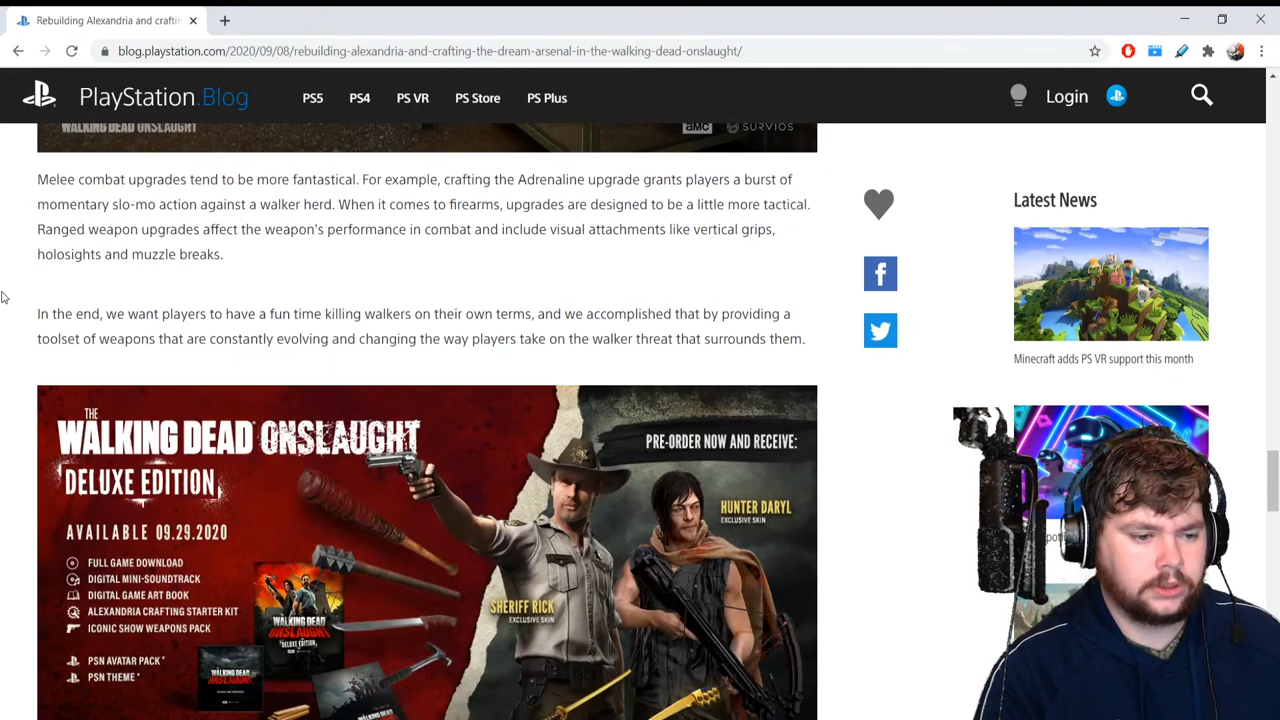 Rebuilding Alexandria and crafti
blog.playstation.com/2020/09/08/rebuilding-alexandria-and-crafting-the-dream-arsenal-in-the-walking-dead-onslaught/
PlayStation.Blog
PS5
PS4
PS VR
PS Store
PS Plus
Login
WALKING DEAD ONSLAUGHT
aMC
SURVIOS
Melee combat upgrades tend to be more fantastical. For example, crafting the Adrenaline upgrade grants players a burst of
momentary slo-mo action against a walker herd. When it comes to firearms, upgrades are designed to be a little more tactical.
Ranged weapon upgrades affect the weapon's performance in combat and include visual attachments like vertical grips,
holosights and muzzle breaks.
In the end, we want players to have a fun time killing walkers on their own terms, and we accomplished that by providing a
toolset of weapons that are constantly evolving and changing the way players take on the walker threat that surrounds them.
THE
WALKING DEAD ONSLAUGHT
DELUXE EDITION
AVAILABLE 09.29.2020
FULL GAME DOWNLOAD
DIGITAL MINI-SOUNDTRACK
DIGITAL GAME ART BOOK
ALEXANDRIA CRAFTING STARTER KIT
ICONIC SHOW WEAPONS PACK
PSN AVATAR PACK*
PSN THEME*
WALKING DEAD
ONSLAUGHT
DELUXE EDITION
PRE-ORDER NOW AND RECEIVE:
HUNTER DARYL
EXCLUSIVE SKIN
SHERIFF RICK
EXCLUSIVE SKIN
Latest News
Minecraft adds PS VR support this month